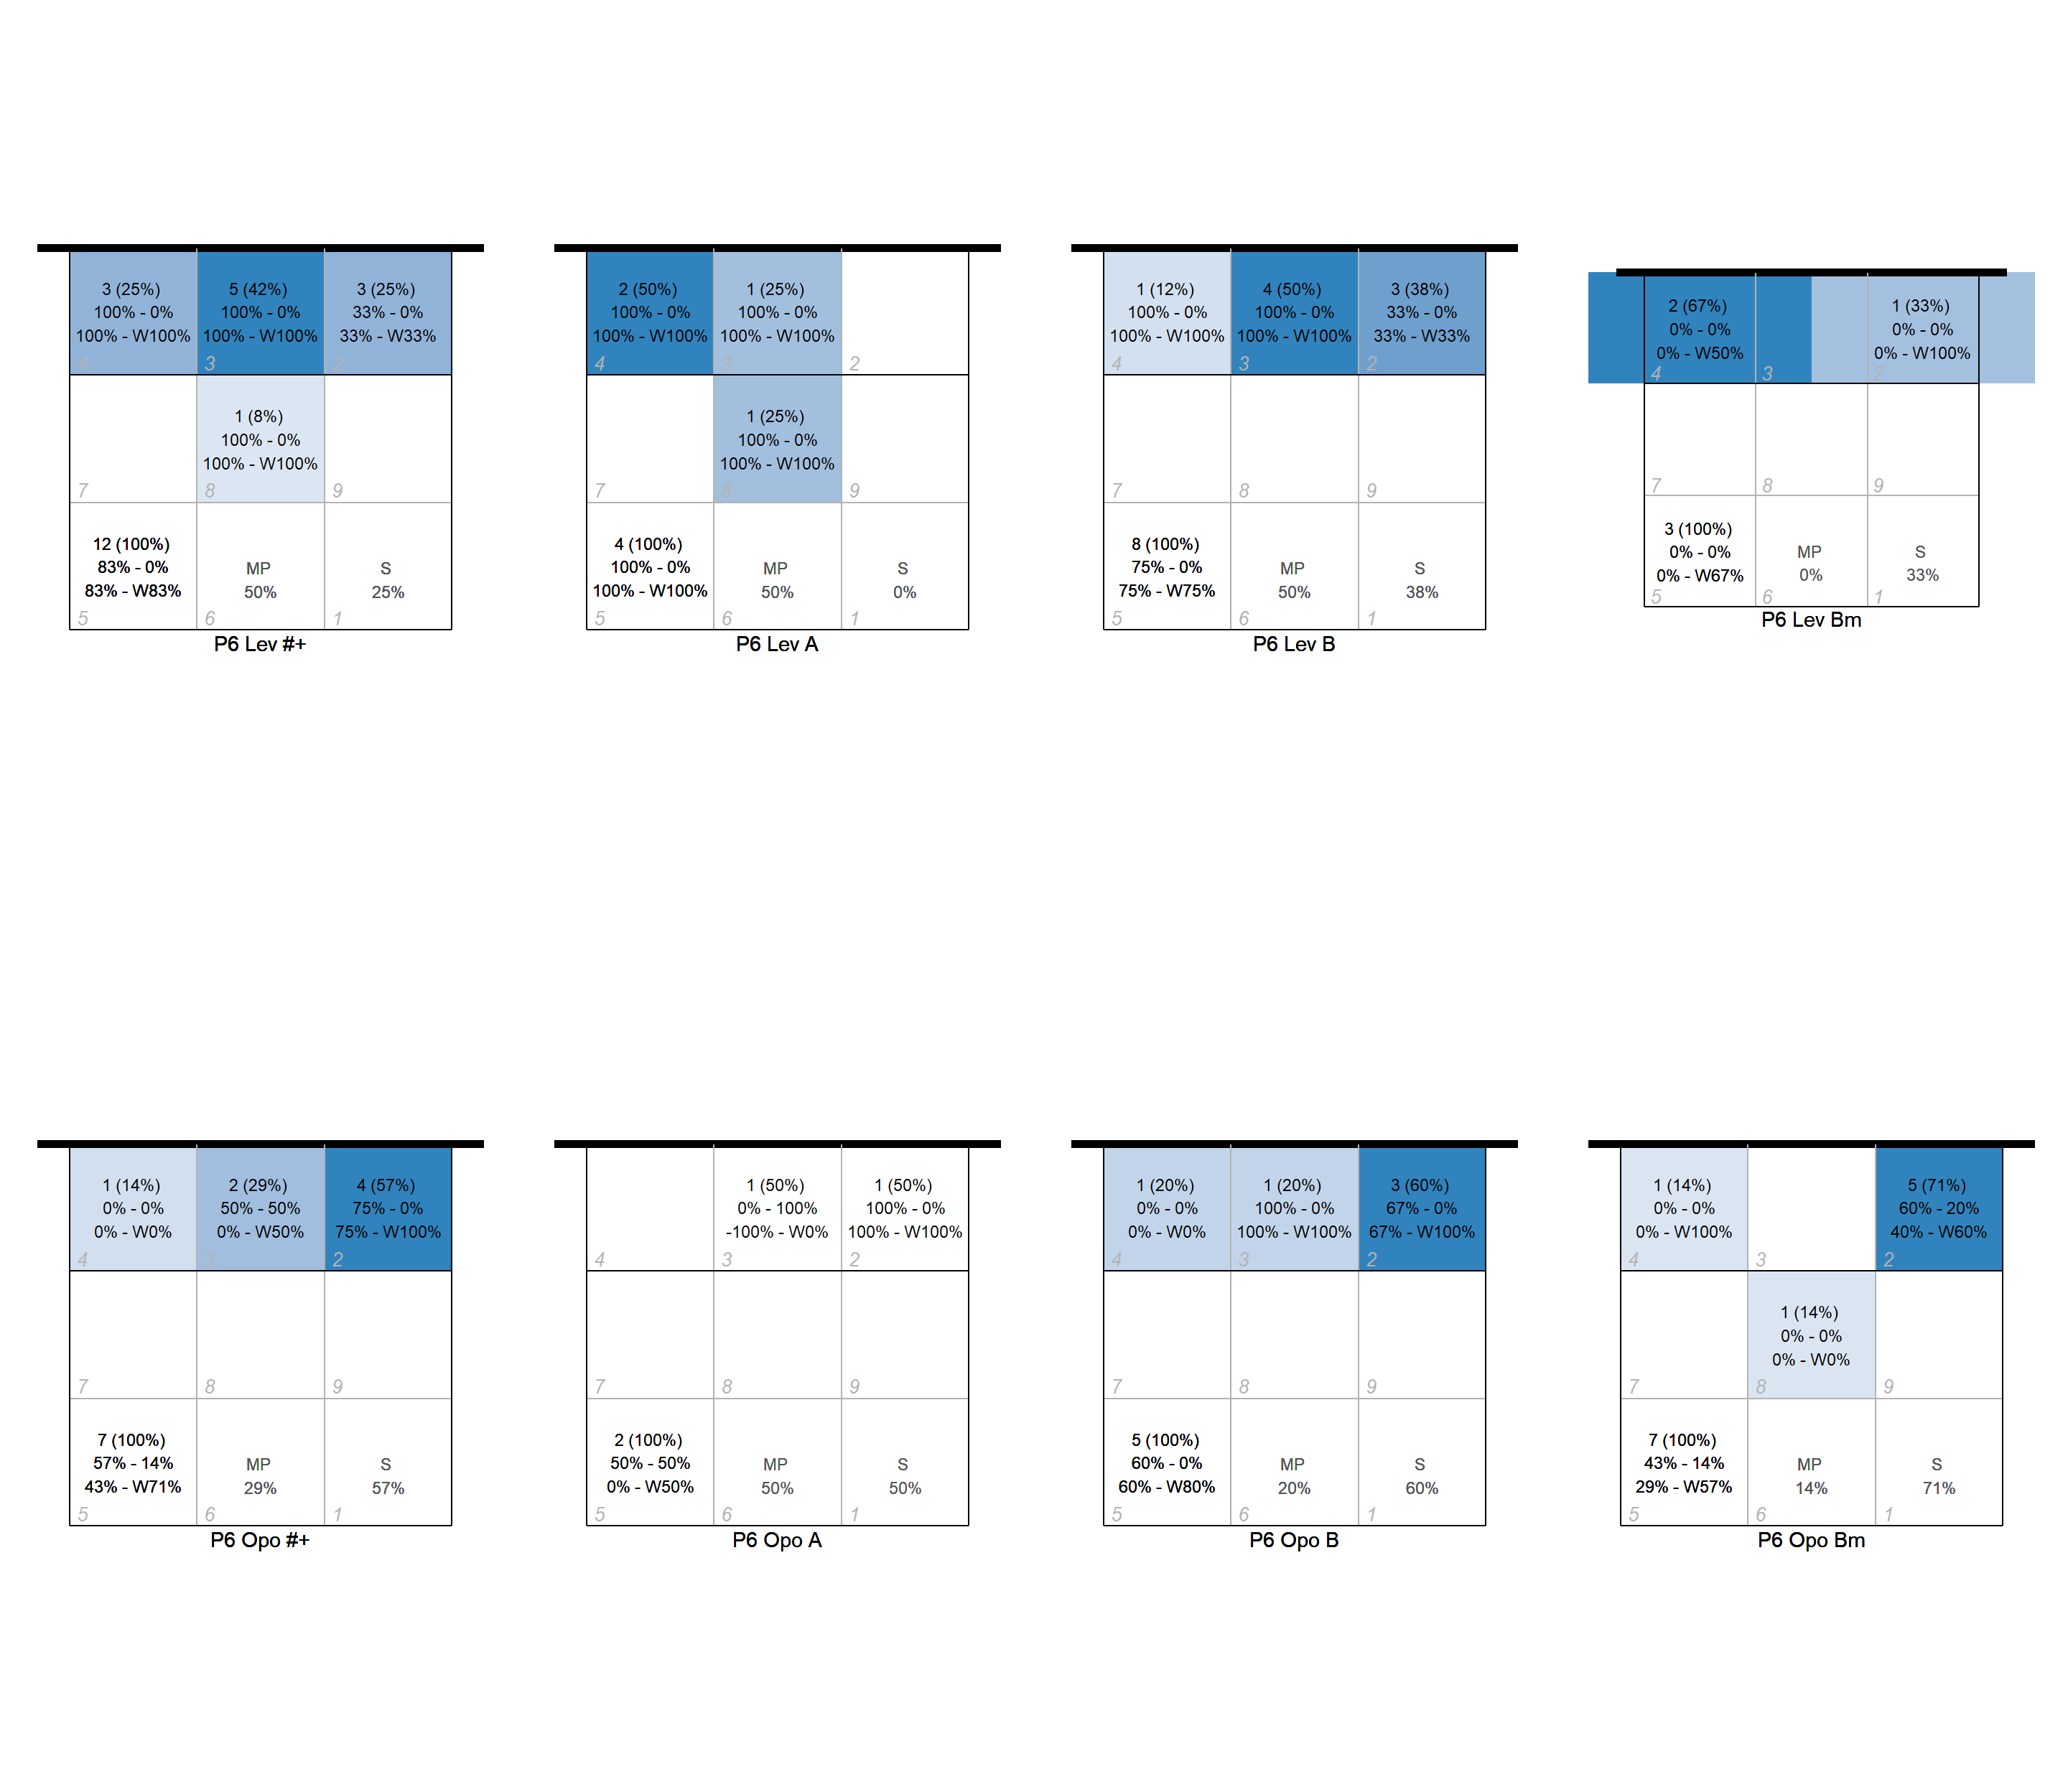 3 (25%)
100% - 0%
100% - W100%
4
5 (42%)
100% - 0%
100% - W100%
3
3 (25%)
33% - 0%
33% - W33%
2
7
1 (8%)
100% - 0%
100% - W100%
8
9
12 (100%)
83% - 0%
83% - W83%
5
MP
50%
6
S
25%
1
P6 Lev #+
2 (50%)
100% - 0%
100% - W100%
4
1 (25%)
100% - 0%
100% - W100%
3
2
7
1 (25%)
100% - 0%
100% - W100%
8
9
4 (100%)
100% - 0%
100% - W100%
5
MP
50%
6
S
0%
1
P6 Lev A
1 (12%)
100% - 0%
100% - W100%
4
4 (50%)
100% - 0%
100% - W100%
3
3 (38%)
33% - 0%
33% - W33%
2
7
8
9
8 (100%)
75% - 0%
75% - W75%
5
MP
50%
6
S
38%
1
P6 Lev B
2 (67%)
0% - 0%
0% - W50%
4
3
1 (33%)
0% - 0%
0% - W100%
2
7
8
9
3 (100%)
0% - 0%
0% - W67%
5
MP
0%
6
S
33%
1
P6 Lev Bm
1 (14%)
0% - 0%
0% - W0%
4
2 (29%)
50% - 50%
0% - W50%
3
4 (57%)
75% - 0%
75% - W100%
2
7
8
9
7 (100%)
57% - 14%
43% - W71%
5
MP
29%
6
S
57%
1
P6 Opo #+
4
1 (50%)
0% - 100%
-100% - W0%
3
1 (50%)
100% - 0%
100% - W100%
2
7
8
9
2 (100%)
50% - 50%
0% - W50%
5
MP
50%
6
S
50%
1
P6 Opo A
1 (20%)
0% - 0%
0% - W0%
4
1 (20%)
100% - 0%
100% - W100%
3
3 (60%)
67% - 0%
67% - W100%
2
7
8
9
5 (100%)
60% - 0%
60% - W80%
5
MP
20%
6
S
60%
1
P6 Opo B
1 (14%)
0% - 0%
0% - W100%
4
3
5 (71%)
60% - 20%
40% - W60%
2
7
1 (14%)
0% - 0%
0% - W0%
8
9
7 (100%)
43% - 14%
29% - W57%
5
MP
14%
6
S
71%
1
P6 Opo Bm